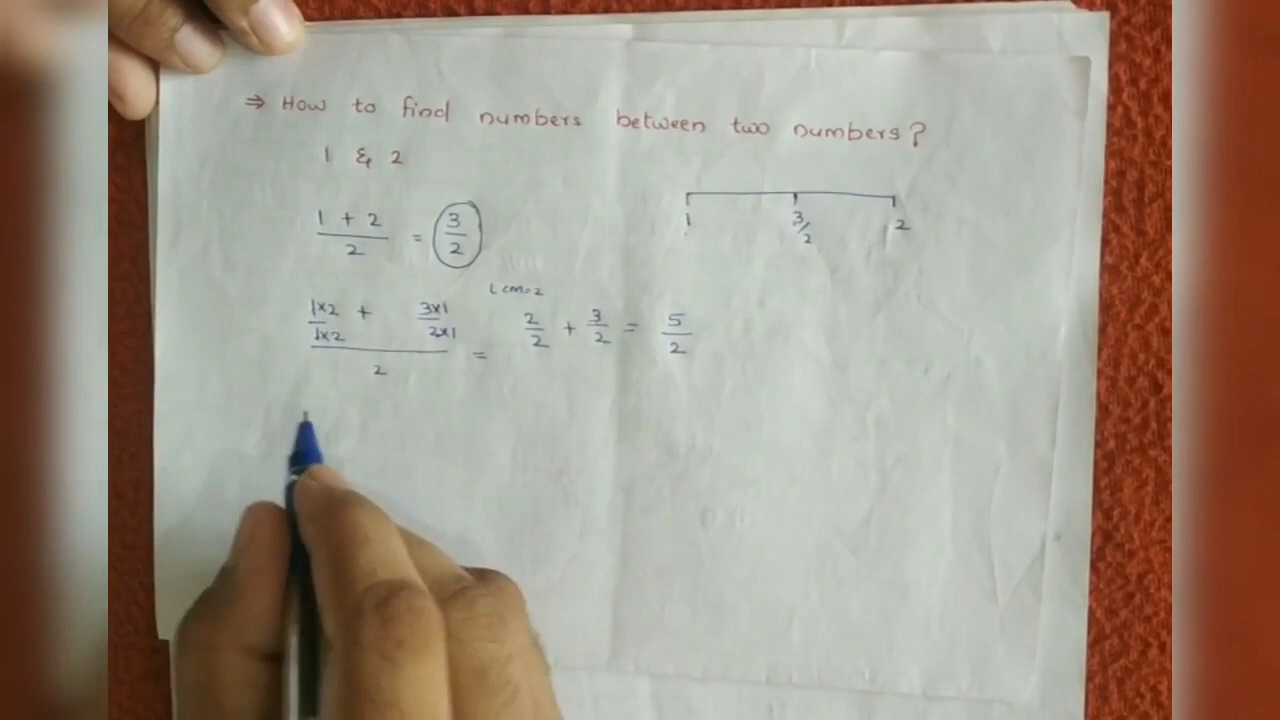 ⇒ How to find numbers between two numbers?
1 & 2
1 + 2 / 2 = 3/2
1 3/2 2
Lcm=2
1×2/1×2 + 3×1/2×1 / 2 = 2/2 + 3/2 = 5/2